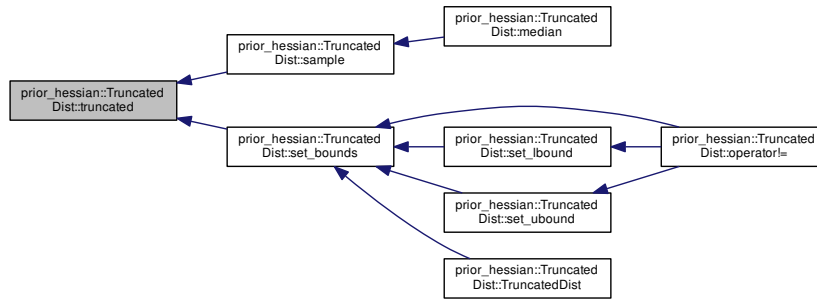 prior_hessian::Truncated
Dist::truncated
prior_hessian::Truncated
Dist::sample
prior_hessian::Truncated
Dist::median
prior_hessian::Truncated
Dist::set_bounds
prior_hessian::Truncated
Dist::set_lbound
prior_hessian::Truncated
Dist::operator!=
prior_hessian::Truncated
Dist::set_ubound
prior_hessian::Truncated
Dist::TruncatedDist